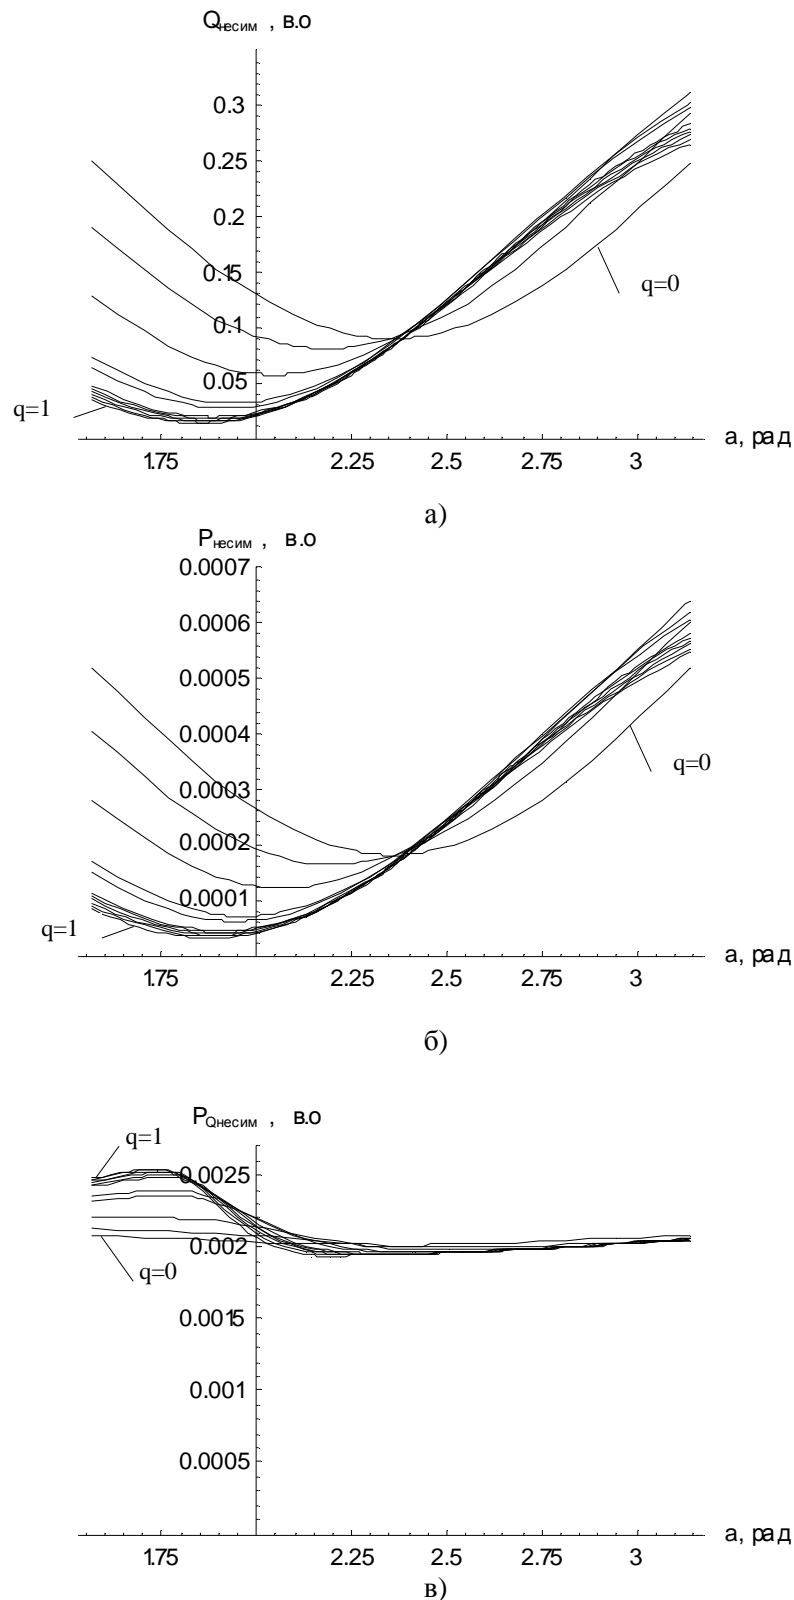 Qнесим , в.о
0.3
0.25
0.2
0.15
0.1
0.05
q=0
q=1
1.75 2.25 2.5 2.75 3
а, рад
а)
Pнесим , в.о
0.0007
0.0006
0.0005
0.0004
0.0003
0.0002
0.0001
q=0
q=1
1.75 2.25 2.5 2.75 3
а, рад
б)
PQнесим , в.о
q=1
0.0025
0.002
q=0
0.0015
0.001
0.0005
1.75 2.25 2.5 2.75 3
а, рад
в)